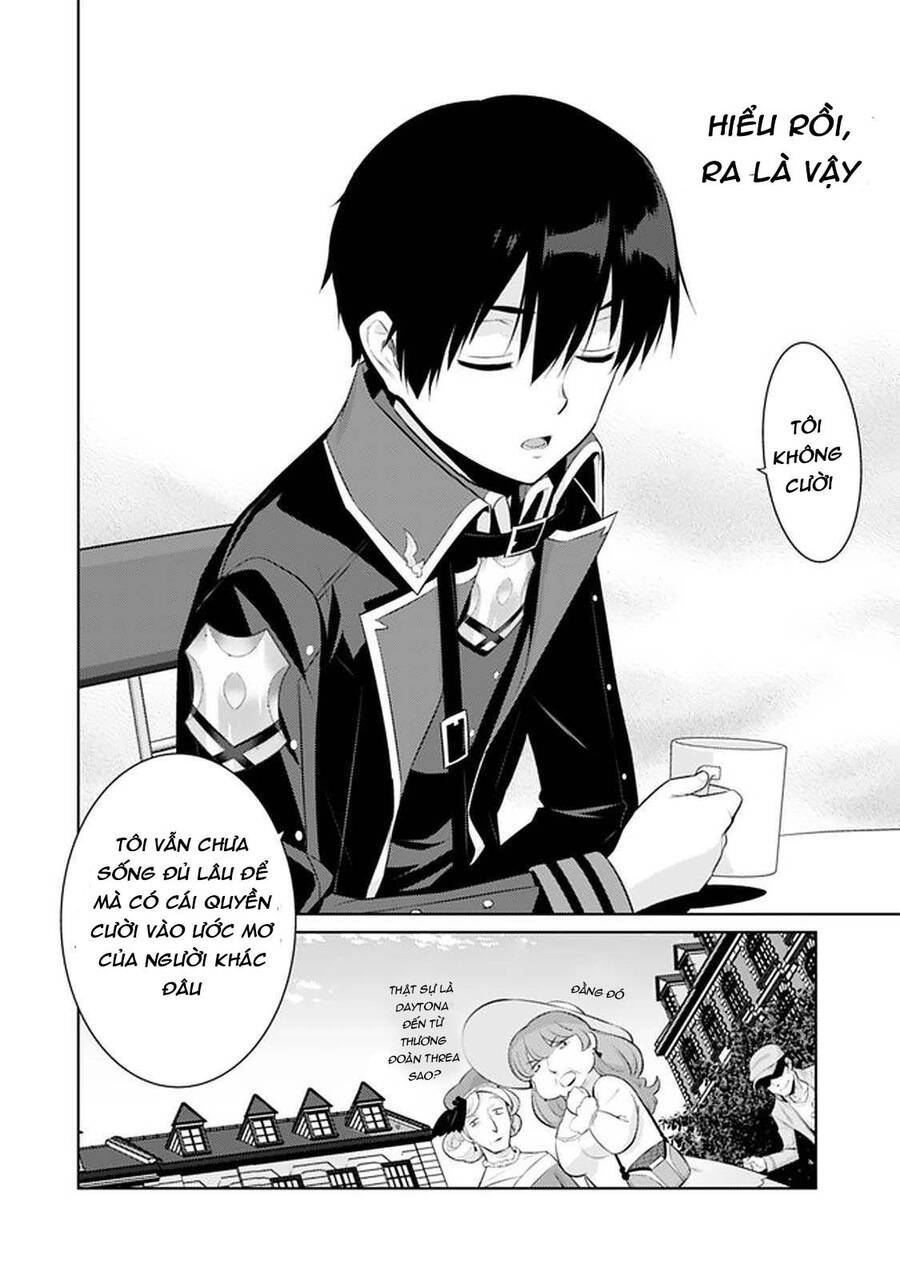 HIỂU RỒI,
RA LÀ VẬY
TÔI
KHÔNG
CƯỜI
TÔI VẪN CHƯA
SỐNG ĐỦ LÂU ĐỂ
MÀ CÓ CÁI QUYỀN
CƯỜI VÀO ƯỚC MƠ
CỦA NGƯỜI KHÁC
ĐÂU
THẬT SỰ LÀ
DAYTONA
ĐẾN TỪ
THƯƠNG
ĐOÀN THREA
SAO?
ĐẰNG ĐÓ